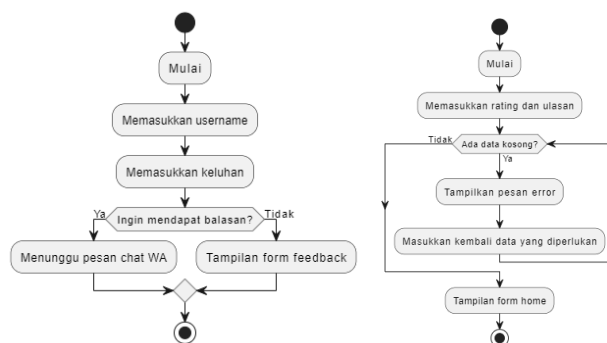 Mulai
Memasukkan username
Memasukkan keluhan
Ingin mendapat balasan?
Ya
Tidak
Menunggu pesan chat WA
Tampilan form feedback
Mulai
Memasukkan rating dan ulasan
Ada data kosong?
Tidak
Ya
Tampilkan pesan error
Masukkan kembali data yang diperlukan
Tampilan form home